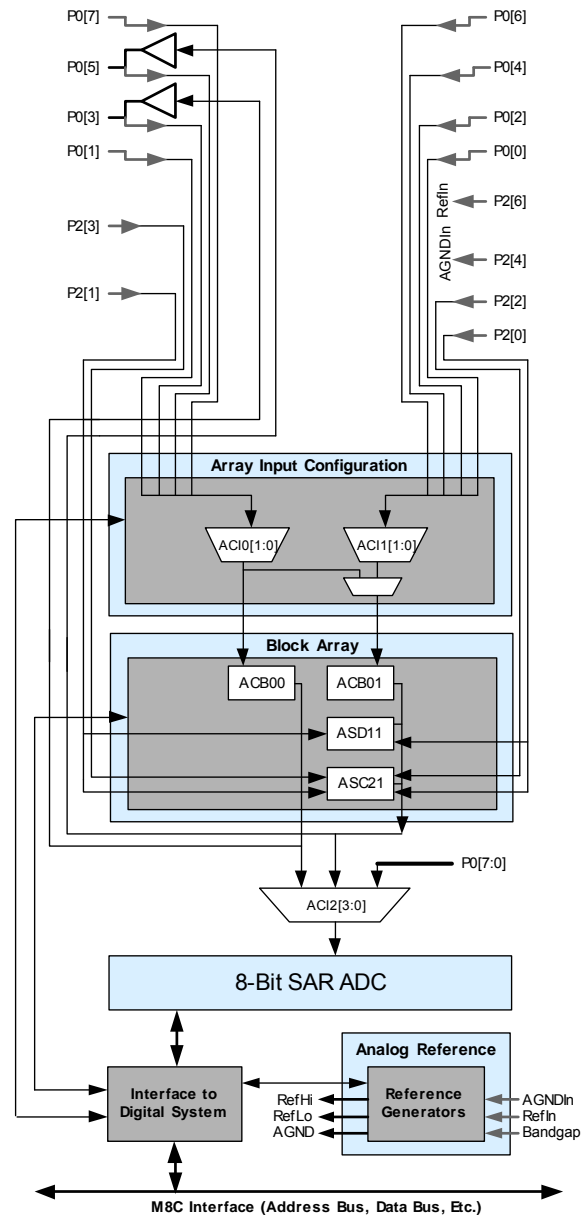 P0[7]
P0[6]
P0[5]
P0[4]
P0[3]
P0[2]
P0[1]
P0[0]
AGNDIn RefIn
P2[6]
P2[3]
P2[4]
P2[1]
P2[2]
P2[0]
Array Input Configuration
ACI0[1:0]
ACI1[1:0]
Block Array
ACB00
ACB01
ASD11
ASC21
P0[7:0]
ACI2[3:0]
8-Bit SAR ADC
Analog Reference
Interface to
Digital System
RefHi
RefLo
AGND
Reference
Generators
AGNDIn
RefIn
Bandgap
M8C Interface (Address Bus, Data Bus, Etc.)